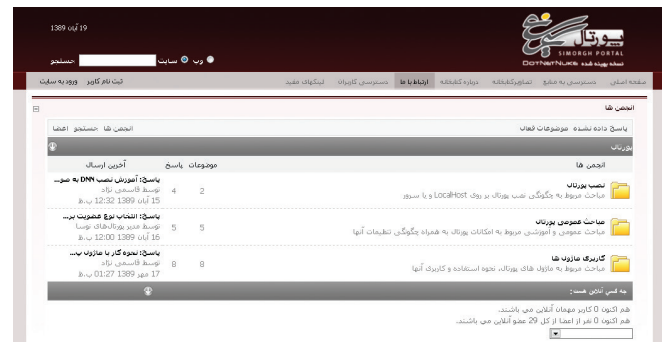 19 آبان 1389
پورتال سیمرغ
SIMORGH PORTAL
DotNetNuke نسخه بهینه شده
وب سایت جستجو
صفحه اصلی دسترسی به منابع تصاویرکتابخانه درباره کتابخانه ارتباط با ما دسترسی کاربران لینکهای مفید ثبت نام کاربر ورود به سایت
انجمن ها
پاسخ داده نشده موضوعات فعال انجمن ها جستجو اعضا
پورتال
انجمن ها موضوعات پاسخ آخرین ارسال
نصب پورتال 2 4 پاسخ: آموزش نصب DNN به صو...
مباحث مربوط به چگونگی نصب پورتال بر روی LocalHost و یا سرور توسط قاسمی نژاد
15 آبان 1389 12:32 ب.ظ
مباحث عمومی پورتال 5 5 پاسخ: انتخاب نوع عضویت بر...
مباحث عمومی و آموزشی مربوط به امکانات پورتال به همراه چگونگی تنظیمات آنها توسط مدیر پورتال‌های نوسا
16 آبان 1389 12:00 ب.ظ
کاربری ماژول ها 8 8 پاسخ: نحوه کار با ماژول پ...
مباحث مربوط به ماژول های پورتال، نحوه استفاده و کاربری آنها توسط قاسمی نژاد
17 مهر 1389 01:27 ب.ظ
چه کسی آنلاین هست:
هم اکنون 0 کاربر مهمان آنلاین می باشند.
هم اکنون 0 نفر از اعضا از کل 29 عضو آنلاین می باشند.